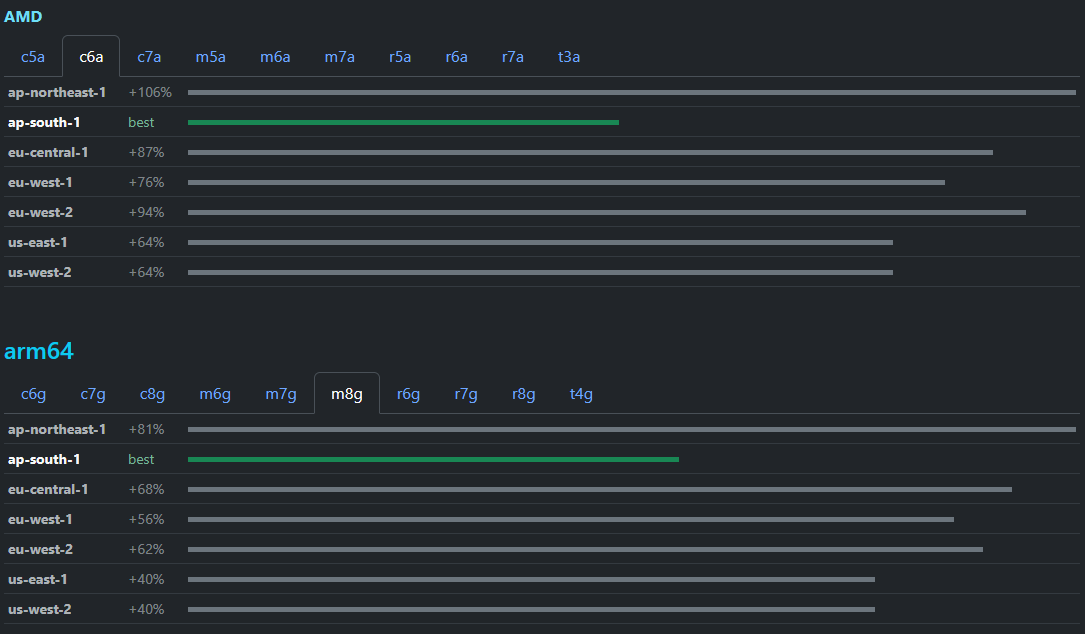 AMD
c5a c6a c7a m5a m6a m7a r5a r6a r7a t3a
ap-northeast-1 +106%
ap-south-1 best
eu-central-1 +87%
eu-west-1 +76%
eu-west-2 +94%
us-east-1 +64%
us-west-2 +64%
arm64
c6g c7g c8g m6g m7g m8g r6g r7g r8g t4g
ap-northeast-1 +81%
ap-south-1 best
eu-central-1 +68%
eu-west-1 +56%
eu-west-2 +62%
us-east-1 +40%
us-west-2 +40%